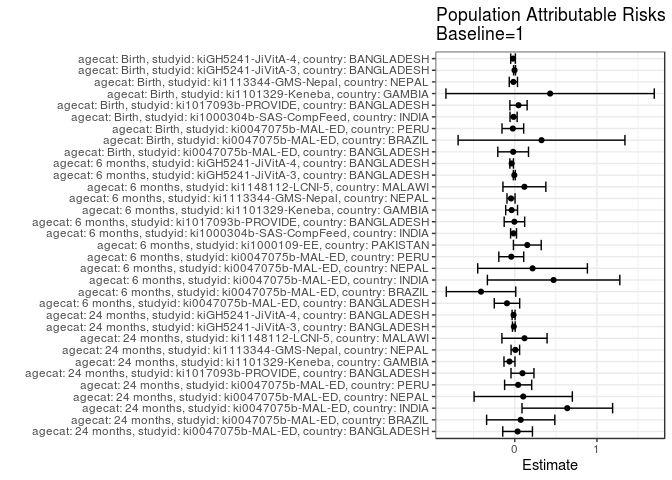 Population Attributable Risks
Baseline=1
agecat: Birth, studyid: kiGH5241-JiVitA-4, country: BANGLADESH
agecat: Birth, studyid: kiGH5241-JiVitA-3, country: BANGLADESH
agecat: Birth, studyid: ki1113344-GMS-Nepal, country: NEPAL
agecat: Birth, studyid: ki1101329-Keneba, country: GAMBIA
agecat: Birth, studyid: ki1017093b-PROVIDE, country: BANGLADESH
agecat: Birth, studyid: ki1000304b-SAS-CompFeed, country: INDIA
agecat: Birth, studyid: ki0047075b-MAL-ED, country: PERU
agecat: Birth, studyid: ki0047075b-MAL-ED, country: BRAZIL
agecat: Birth, studyid: ki0047075b-MAL-ED, country: BANGLADESH
agecat: 6 months, studyid: kiGH5241-JiVitA-4, country: BANGLADESH
agecat: 6 months, studyid: kiGH5241-JiVitA-3, country: BANGLADESH
agecat: 6 months, studyid: ki1148112-LCNI-5, country: MALAWI
agecat: 6 months, studyid: ki1113344-GMS-Nepal, country: NEPAL
agecat: 6 months, studyid: ki1101329-Keneba, country: GAMBIA
agecat: 6 months, studyid: ki1017093b-PROVIDE, country: BANGLADESH
agecat: 6 months, studyid: ki1000304b-SAS-CompFeed, country: INDIA
agecat: 6 months, studyid: ki1000109-EE, country: PAKISTAN
agecat: 6 months, studyid: ki0047075b-MAL-ED, country: PERU
agecat: 6 months, studyid: ki0047075b-MAL-ED, country: NEPAL
agecat: 6 months, studyid: ki0047075b-MAL-ED, country: INDIA
agecat: 6 months, studyid: ki0047075b-MAL-ED, country: BRAZIL
agecat: 6 months, studyid: ki0047075b-MAL-ED, country: BANGLADESH
agecat: 24 months, studyid: kiGH5241-JiVitA-4, country: BANGLADESH
agecat: 24 months, studyid: kiGH5241-JiVitA-3, country: BANGLADESH
agecat: 24 months, studyid: ki1148112-LCNI-5, country: MALAWI
agecat: 24 months, studyid: ki1113344-GMS-Nepal, country: NEPAL
agecat: 24 months, studyid: ki1101329-Keneba, country: GAMBIA
agecat: 24 months, studyid: ki1017093b-PROVIDE, country: BANGLADESH
agecat: 24 months, studyid: ki0047075b-MAL-ED, country: PERU
agecat: 24 months, studyid: ki0047075b-MAL-ED, country: NEPAL
agecat: 24 months, studyid: ki0047075b-MAL-ED, country: INDIA
agecat: 24 months, studyid: ki0047075b-MAL-ED, country: BRAZIL
agecat: 24 months, studyid: ki0047075b-MAL-ED, country: BANGLADESH
0 1
Estimate